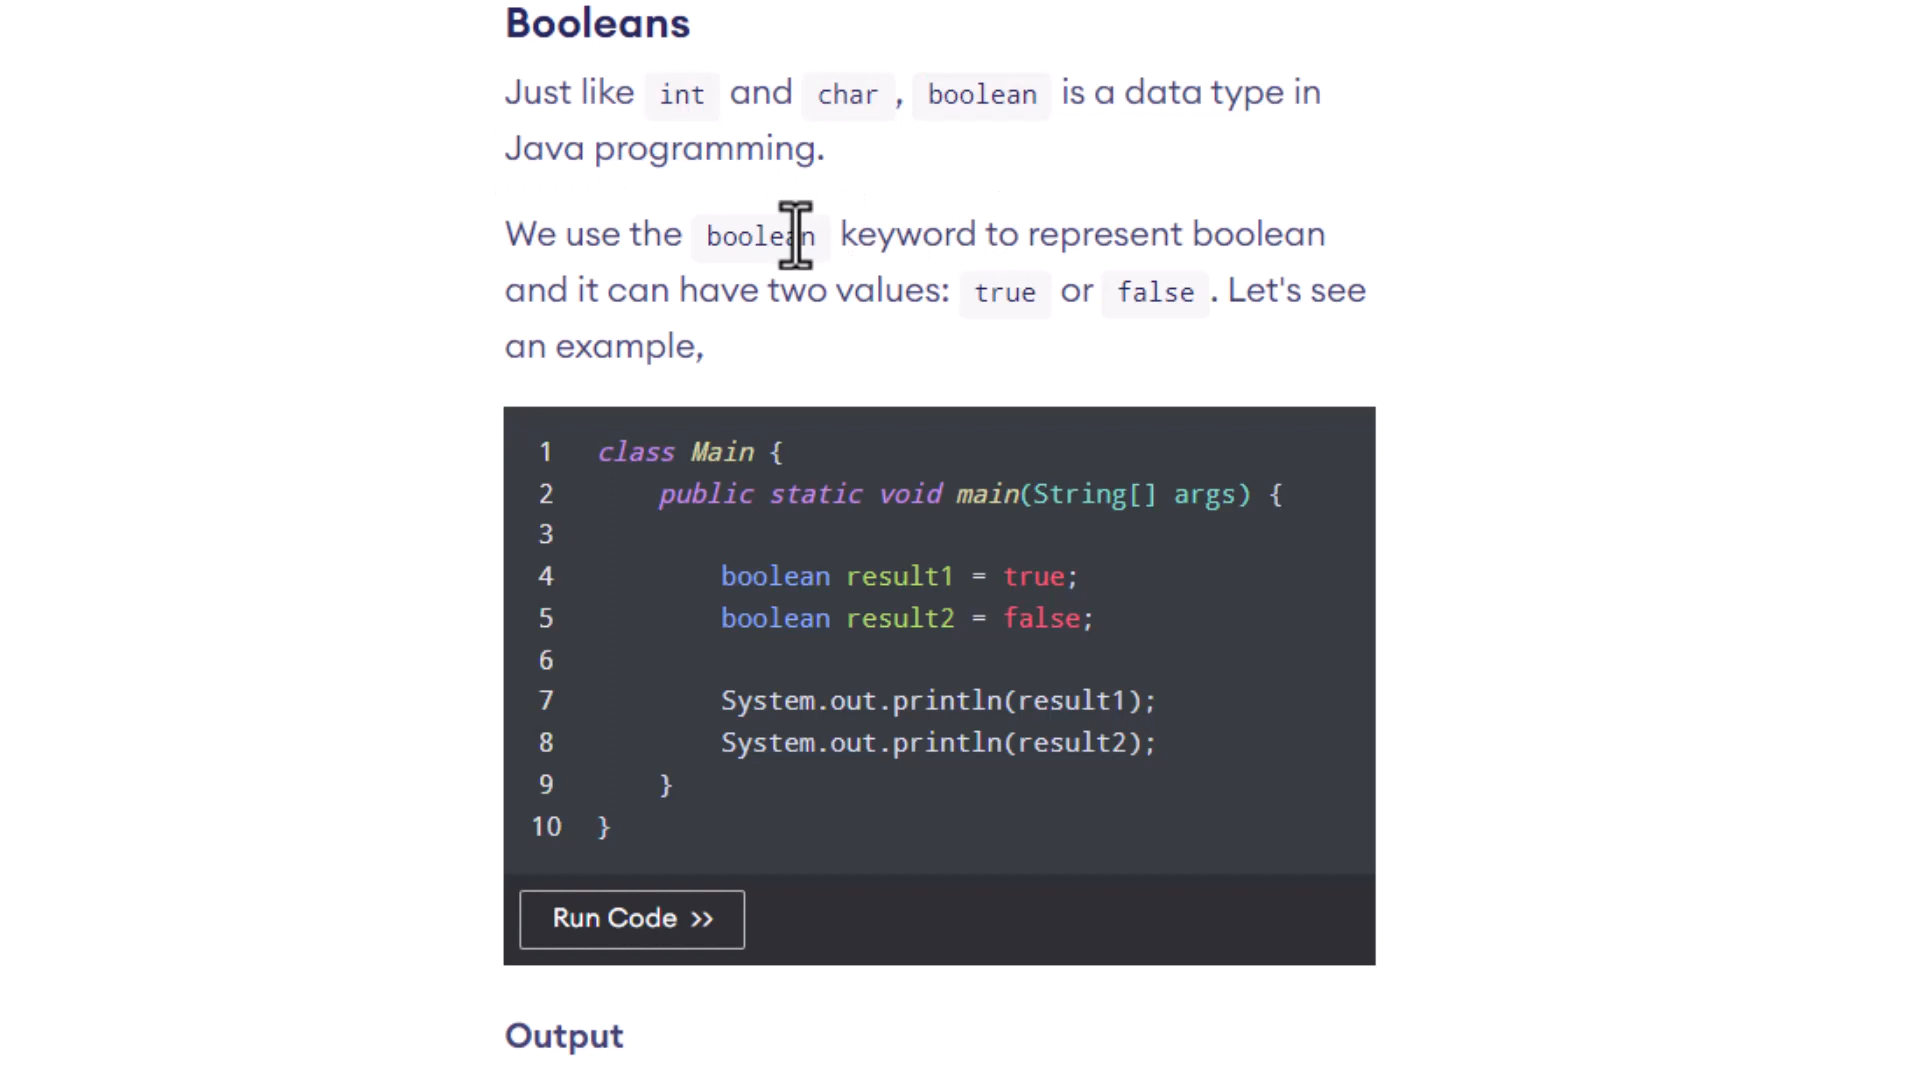 Booleans
Just like int and char , boolean is a data type in
Java programming.
We use the boolean keyword to represent boolean
and it can have two values: true or false . Let's see
an example,
1 class Main {
2 public static void main(String[] args) {
3
4 boolean result1 = true;
5 boolean result2 = false;
6
7 System.out.println(result1);
8 System.out.println(result2);
9 }
10 }
Run Code >>
Output